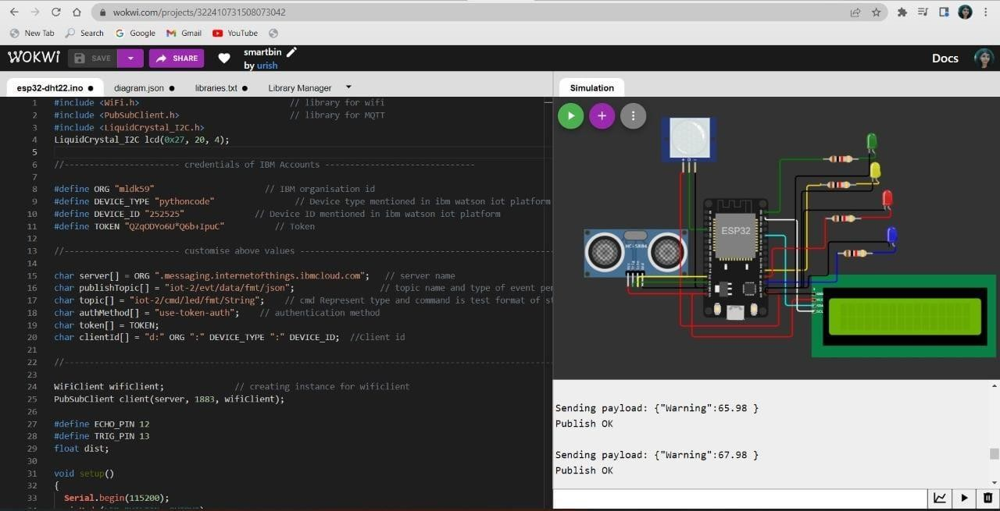 wokwi.com/projects/322410731508073042
New Tab Search Google Gmail YouTube
WOKWi SAVE SHARE smartbin by urish Docs
esp32-dht22.ino diagram.json libraries.txt Library Manager Simulation
1 #include <WiFi.h> // library for wifi
2 #include <PubSubClient.h> // library for MQTT
3 #include <LiquidCrystal_I2C.h>
4 LiquidCrystal_I2C lcd(0x27, 20, 4);
5
6 //----------------------- credentials of IBM Accounts ------------------------------
7
8 #define ORG "mldk59" // IBM organisation id
9 #define DEVICE_TYPE "pythoncode" // Device type mentioned in ibm watson iot platform
10 #define DEVICE_ID "252525" // Device ID mentioned in ibm watson iot platform
11 #define TOKEN "QZqODYo6U*Q6b+IpuC" // Token
12
13 //----------------------- customise above values ---------------------------------------------------
14
15 char server[] = ORG ".messaging.internetofthings.ibmcloud.com"; // server name
16 char publishTopic[] = "iot-2/evt/data/fmt/json"; // topic name and type of event per
17 char topic[] = "iot-2/cmd/led/fmt/String"; // cmd Represent type and command is test format of st
18 char authMethod[] = "use-token-auth"; // authentication method
19 char token[] = TOKEN;
20 char clientId[] = "d:" ORG ":" DEVICE_TYPE ":" DEVICE_ID; //Client id
21
22 //--------------------------------------------------------------------------------------------------
23
24 WiFiClient wifiClient; // creating instance for wificlient
25 PubSubClient client(server, 1883, wifiClient);
26
27 #define ECHO_PIN 12
28 #define TRIG_PIN 13
29 float dist;
30
31 void setup()
32 {
33 Serial.begin(115200);
HC-SR04
ESP32
Sending payload: {"Warning":65.98 }
Publish OK
Sending payload: {"Warning":67.98 }
Publish OK